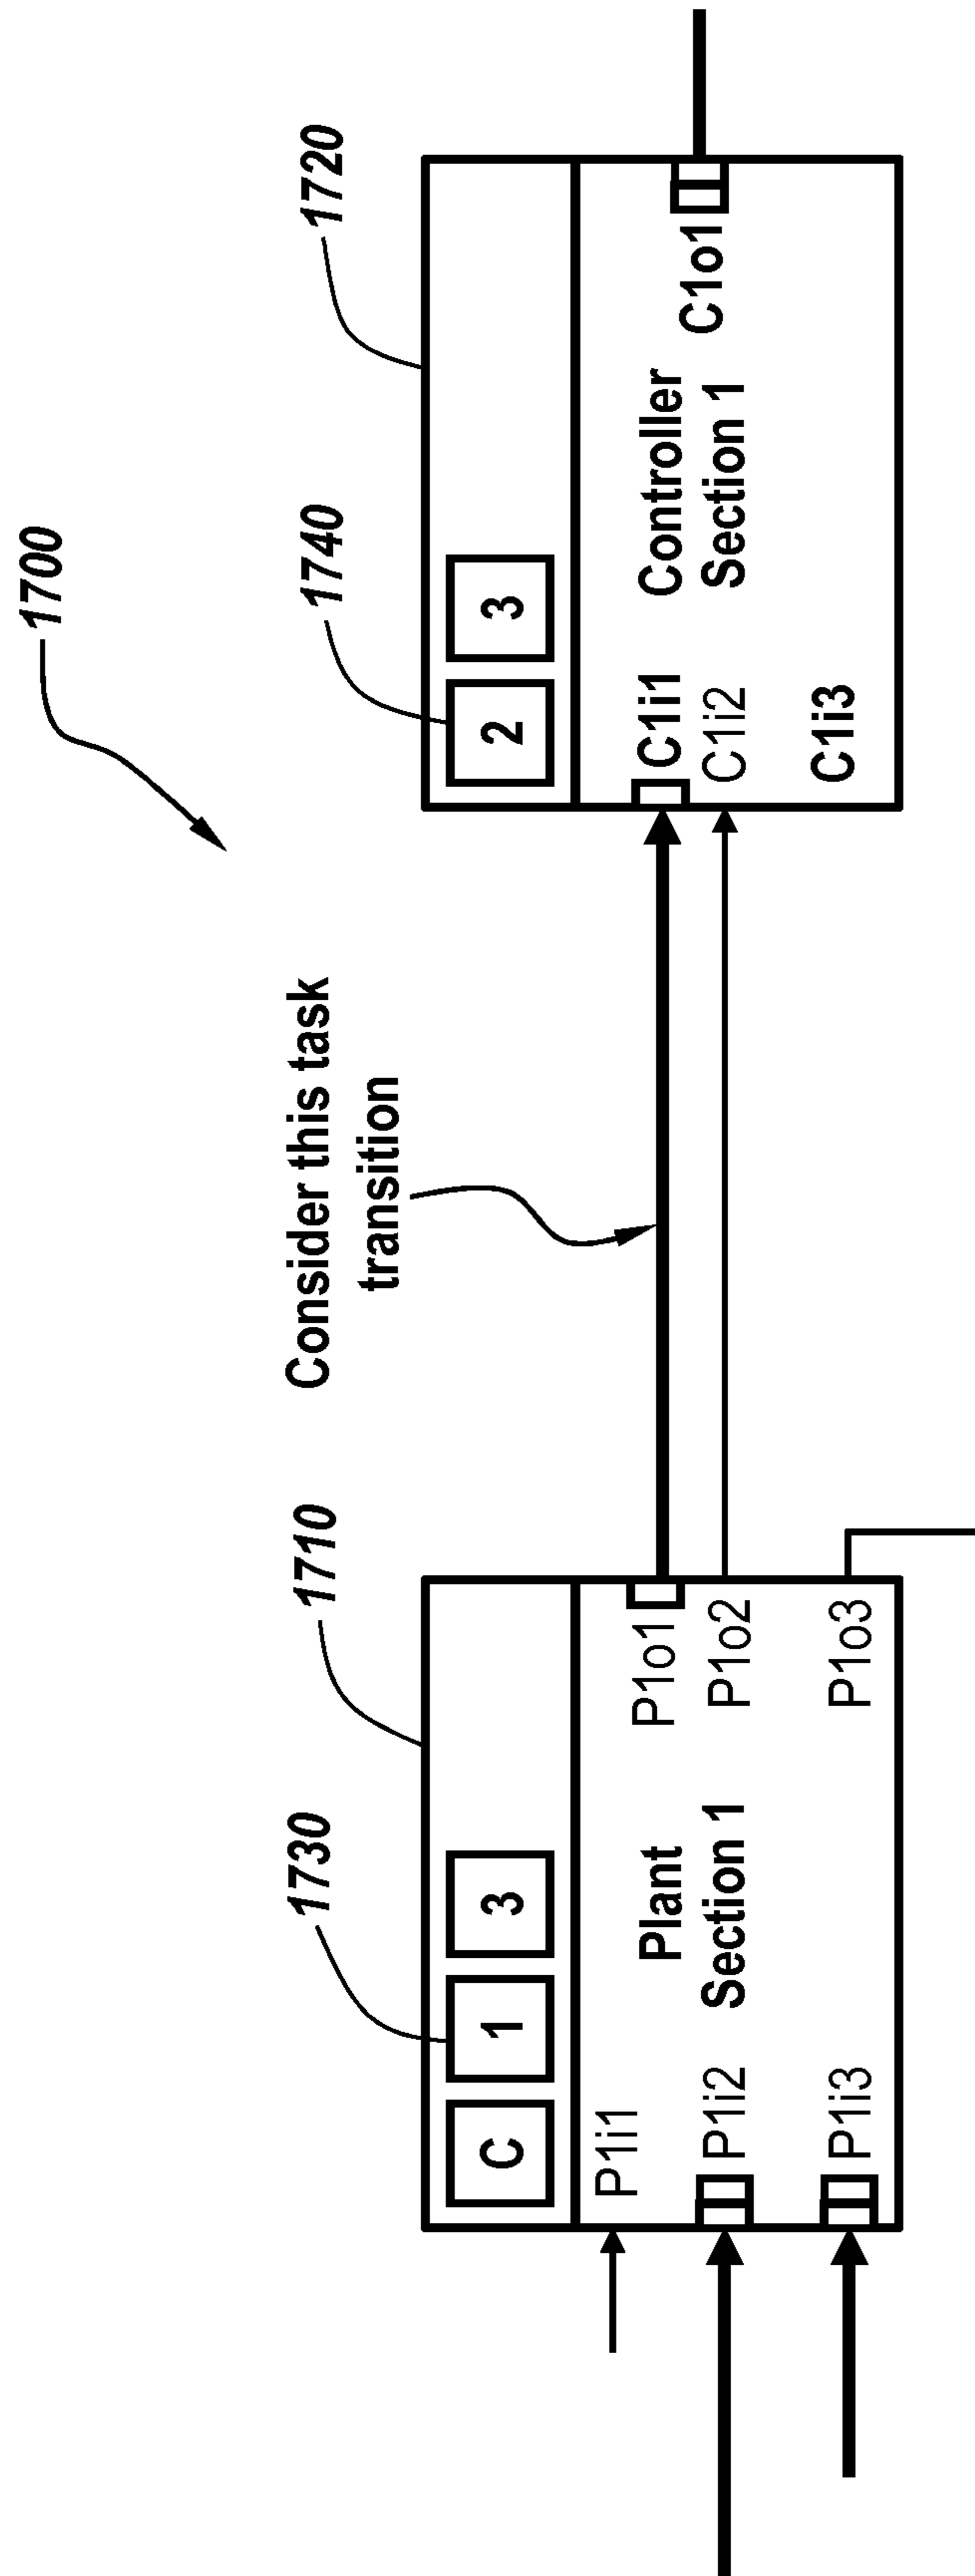 1700
1710
1730
1720
1740
Consider this task
transition
C
1
3
2
3
P1i1
P1i2
P1i3
Plant
Section 1
P1o1
P1o2
P1o3
C1i1
C1i2
C1i3
Controller
Section 1
C1o1